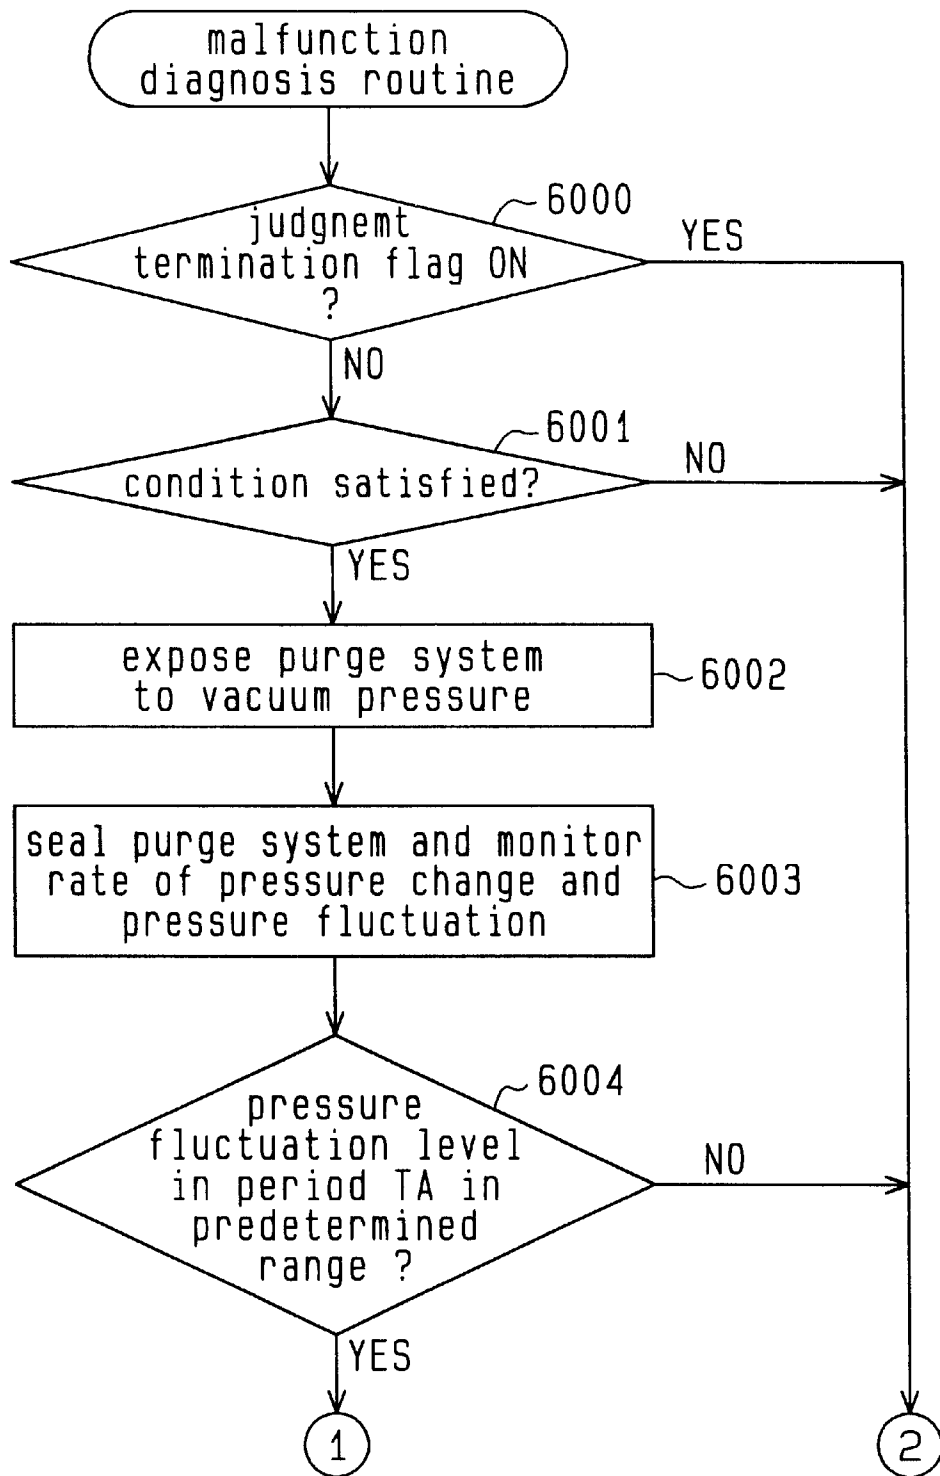 malfunction
diagnosis routine
6000
judgnemt
termination flag ON
?
YES
NO
6001
condition satisfied?
NO
YES
expose purge system
to vacuum pressure
6002
seal purge system and monitor
rate of pressure change and
pressure fluctuation
6003
6004
pressure
fluctuation level
in period TA in
predetermined
range ?
NO
YES
1
2